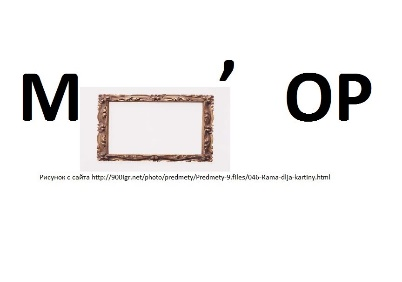 М ’ ОР
Рисунок с сайта http://900igr.net/photo/predmety/Predmety-9.files/046-Rama-dlja-kartiny.html